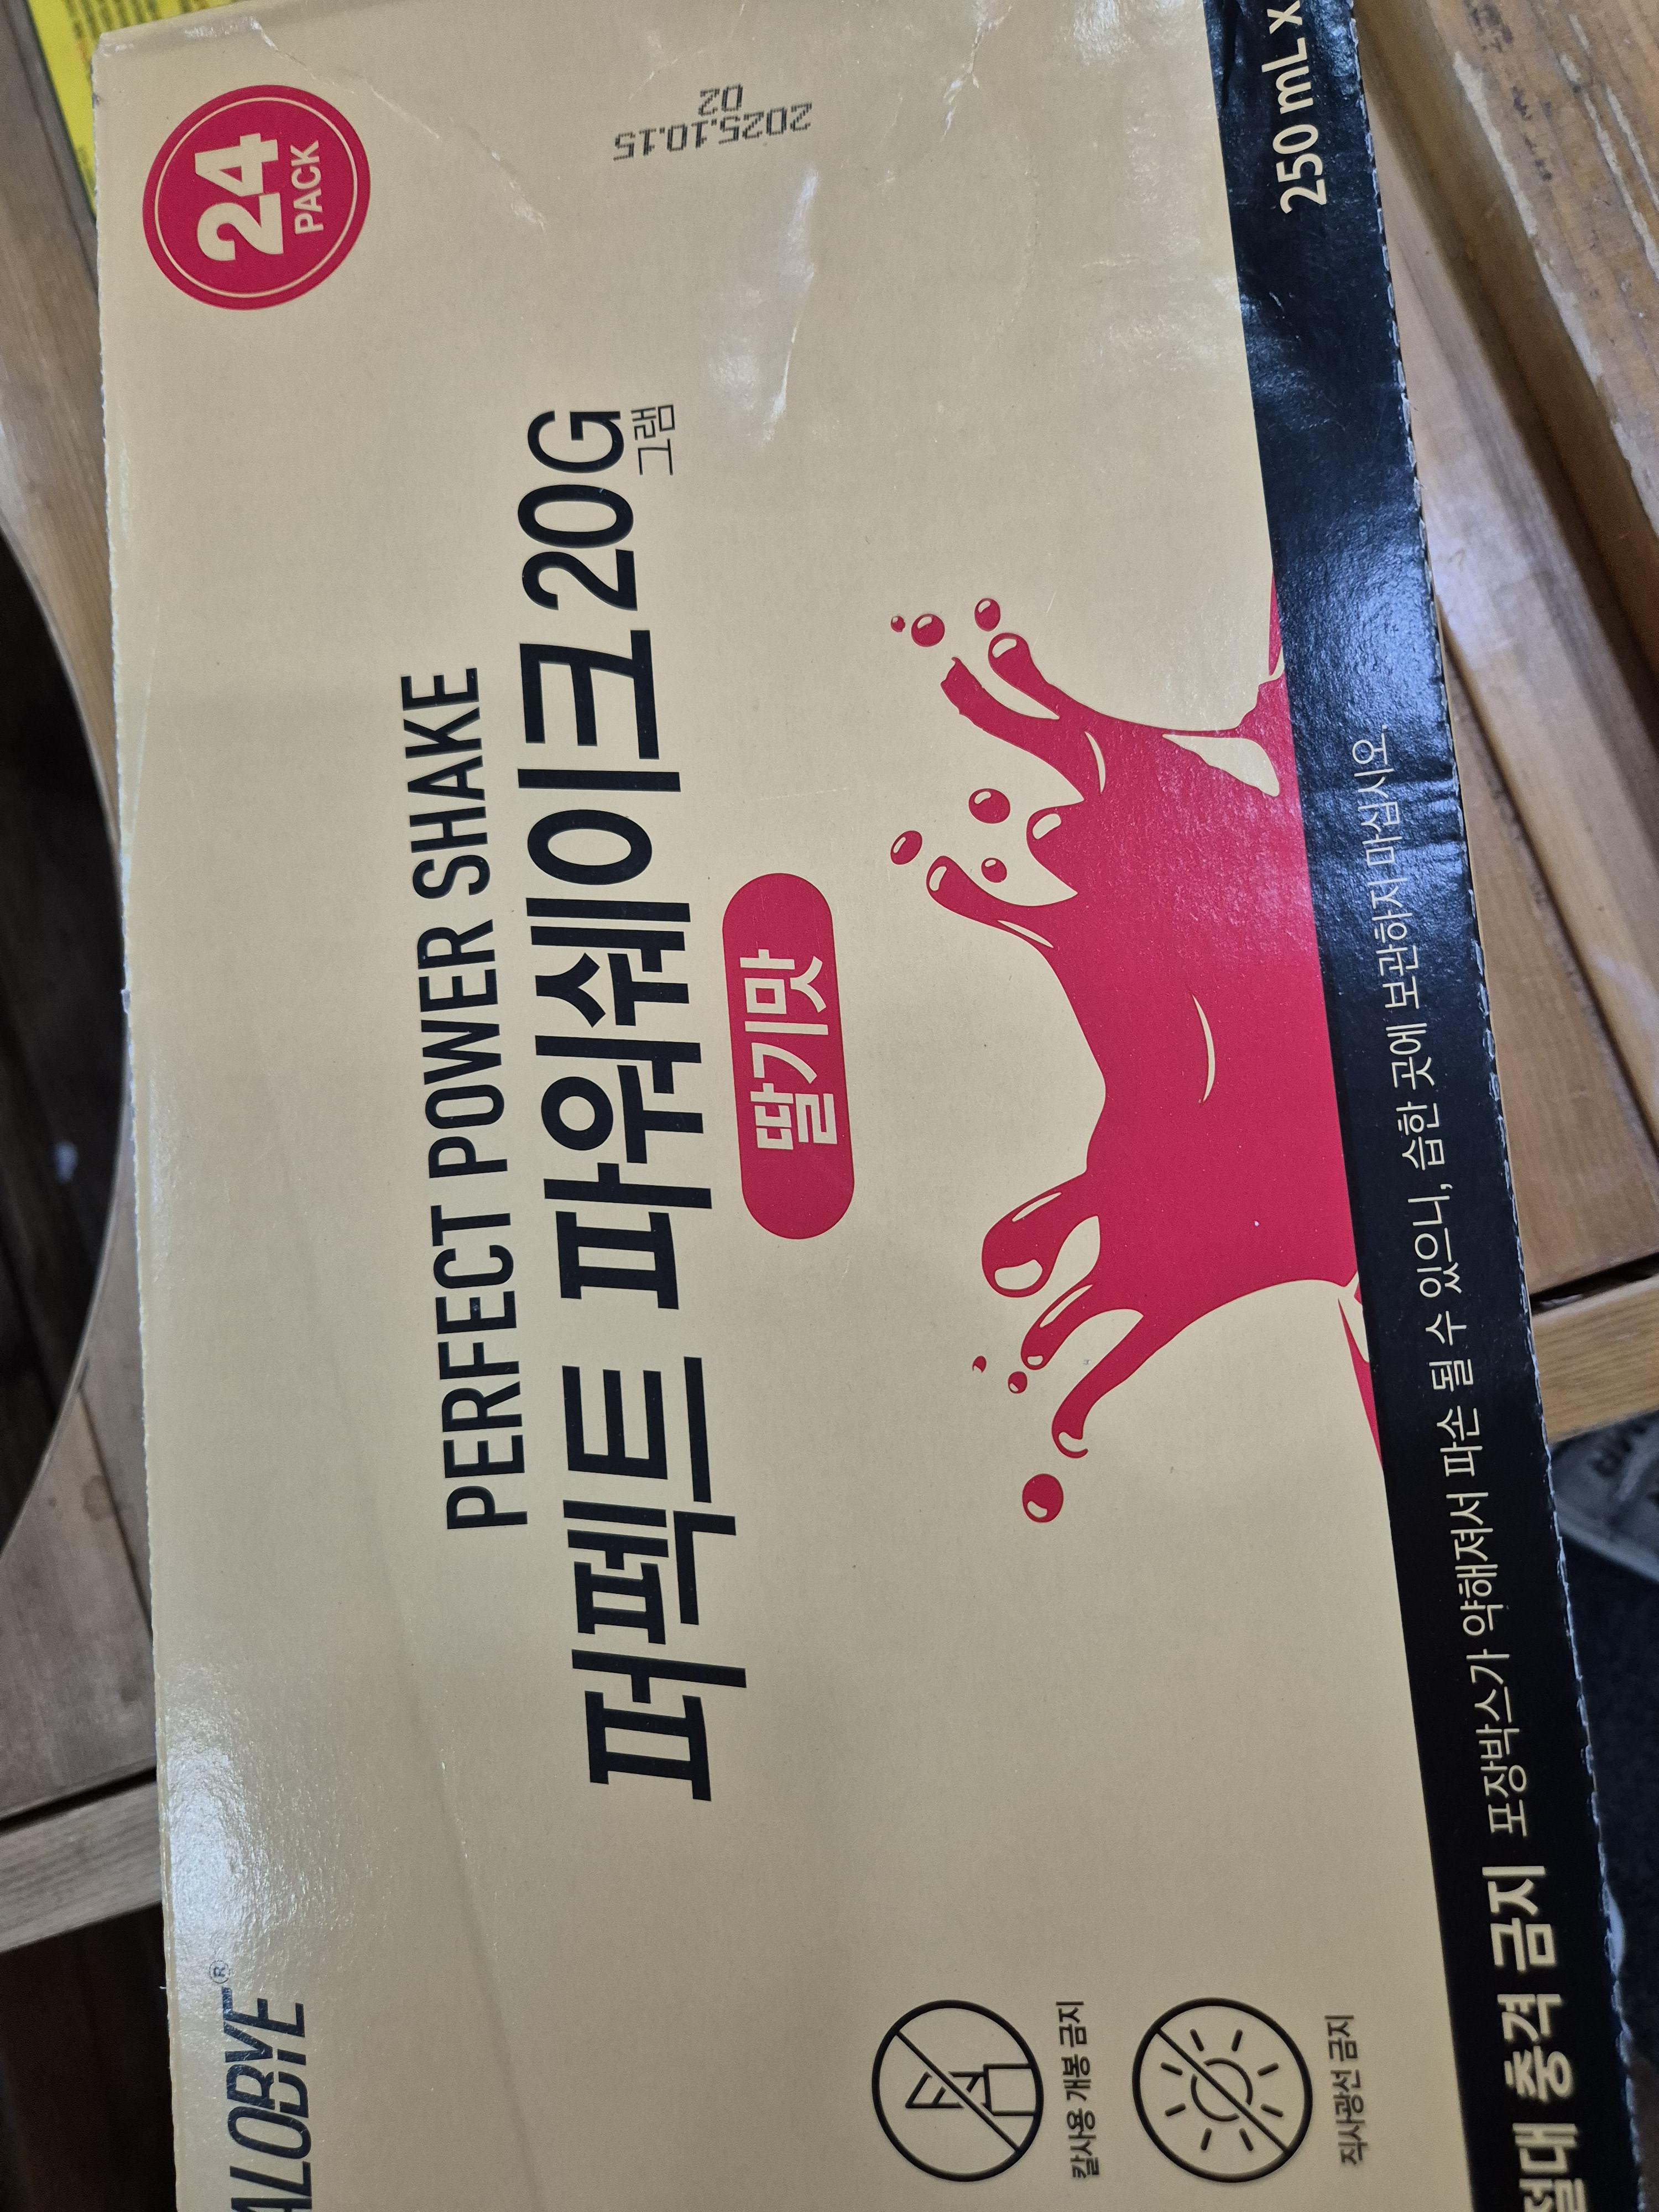 24
PACK
PERFECT POWER SHAKE
퍼펙트 파워쉐이크 20G
그램
딸기맛
2025.10.15
02
칼사용 개봉 금지
직사광선 금지
충격 금지 포장박스가 약해져서 파손 될 수 있으니, 습한 곳에 보관하지 마십시오.
250 mL x